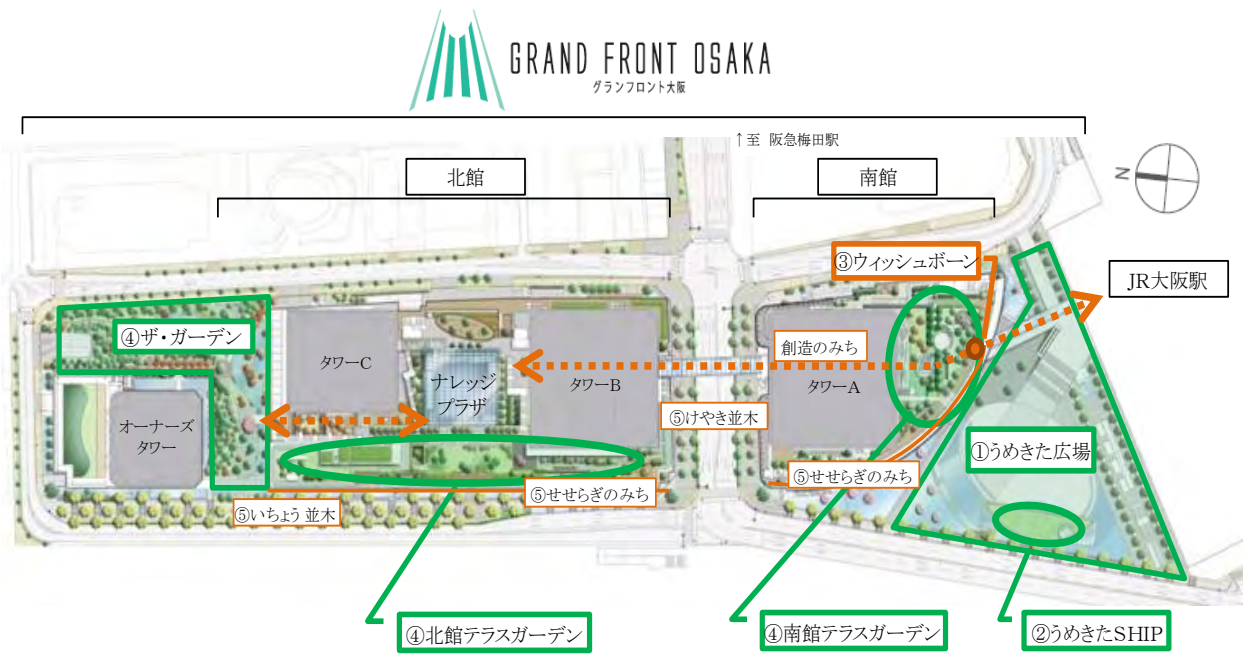 GRAND FRONT OSAKA
グランフロント大阪
↑至 阪急梅田駅
北館
南館
N
③ウィッシュボーン
JR大阪駅
④ザ・ガーデン
創造のみち
タワーC
ナレッジ
プラザ
タワーB
タワーA
オーナーズ
タワー
⑤けやき並木
①うめきた広場
⑤せせらぎのみち
⑤せせらぎのみち
⑤いちょう 並木
④北館テラスガーデン
④南館テラスガーデン
②うめきたSHIP